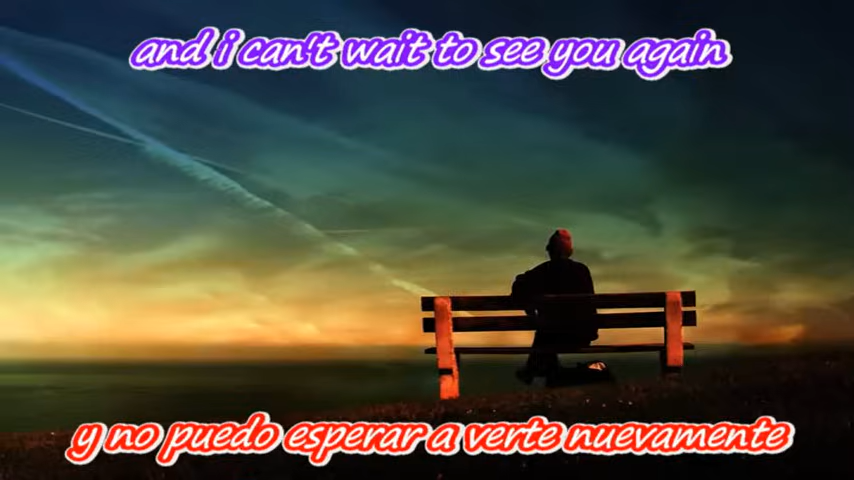 and i can't wait to see you again
y no puedo esperar a verte nuevamente